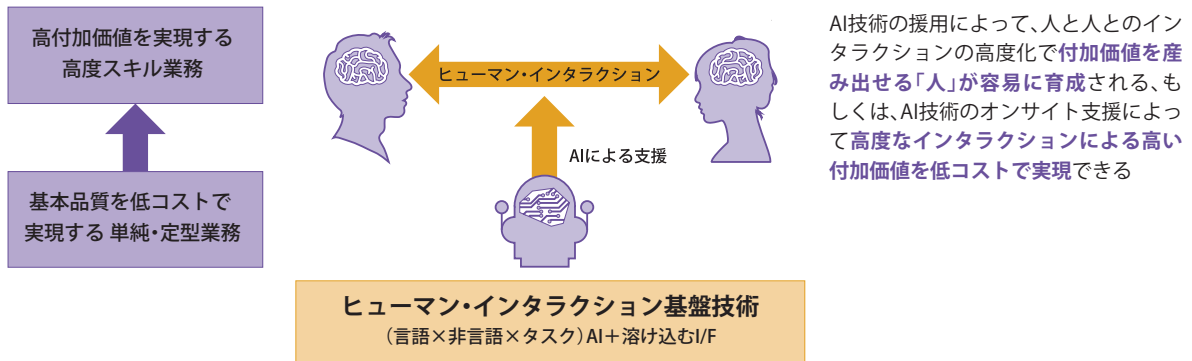 高付加価値を実現する
高度スキル業務
基本品質を低コストで
実現する 単純・定型業務
ヒューマン・インタラクション
AIによる支援
ヒューマン・インタラクション基盤技術
(言語×非言語×タスク)AI+溶け込むI/F
AI技術の援用によって、人と人とのイン
タラクションの高度化で付加価値を産
み出せる「人」が容易に育成される、も
しくは、AI技術のオンサイト支援によっ
て高度なインタラクションによる高い
付加価値を低コストで実現できる